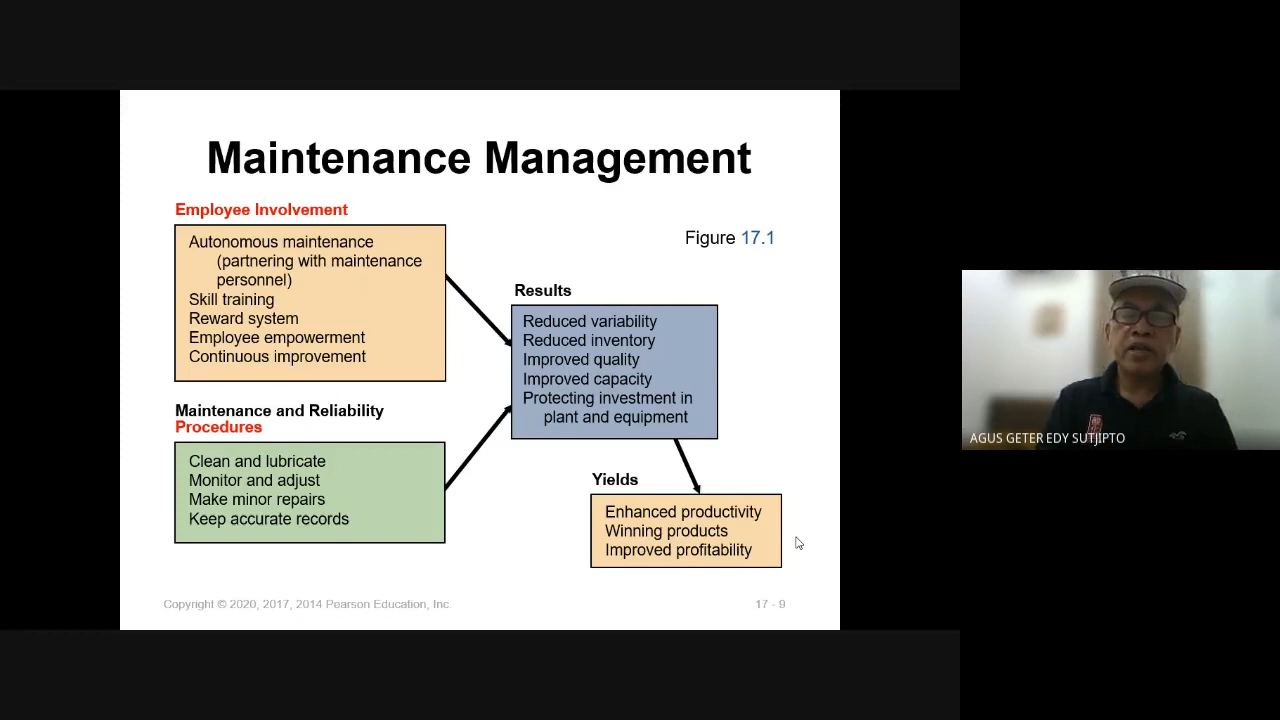 Maintenance Management
Employee Involvement
Autonomous maintenance
(partnering with maintenance
personnel)
Skill training
Reward system
Employee empowerment
Continuous improvement
Figure 17.1
Maintenance and Reliability
Procedures
Clean and lubricate
Monitor and adjust
Make minor repairs
Keep accurate records
Results
Reduced variability
Reduced inventory
Improved quality
Improved capacity
Protecting investment in
plant and equipment
Yields
Enhanced productivity
Winning products
Improved profitability
Copyright © 2020, 2017, 2014 Pearson Education, Inc.
17 - 9
AGUS GETER EDY SUTJIPTO